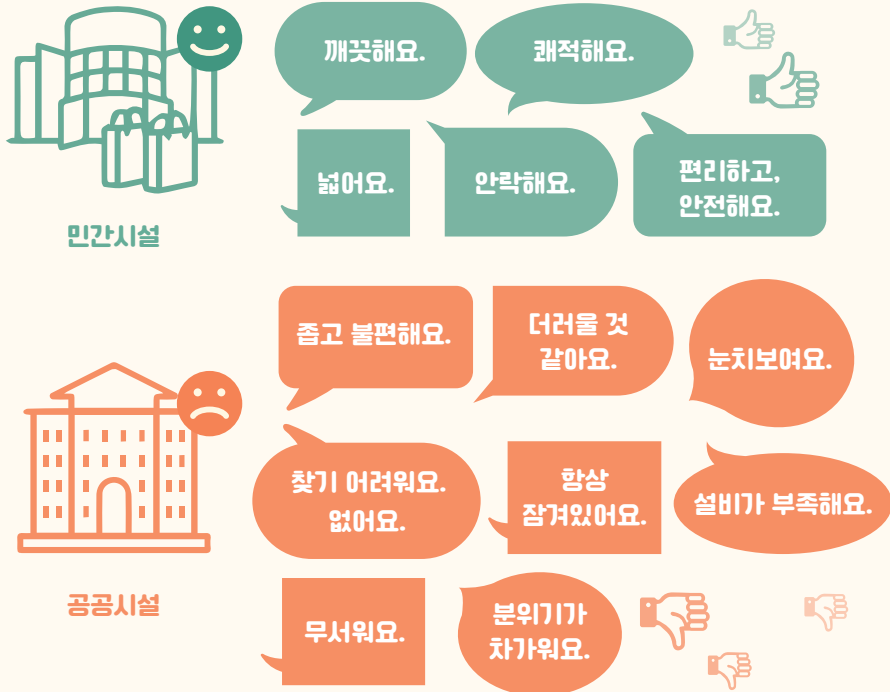 깨끗해요.
쾌적해요.
넓어요.
안락해요.
편리하고,
안전해요.
민간시설
좁고 불편해요.
더러울 것
같아요.
눈치보여요.
찾기 어려워요.
없어요.
항상
잠겨있어요.
설비가 부족해요.
공공시설
무서워요.
분위기가
차가워요.